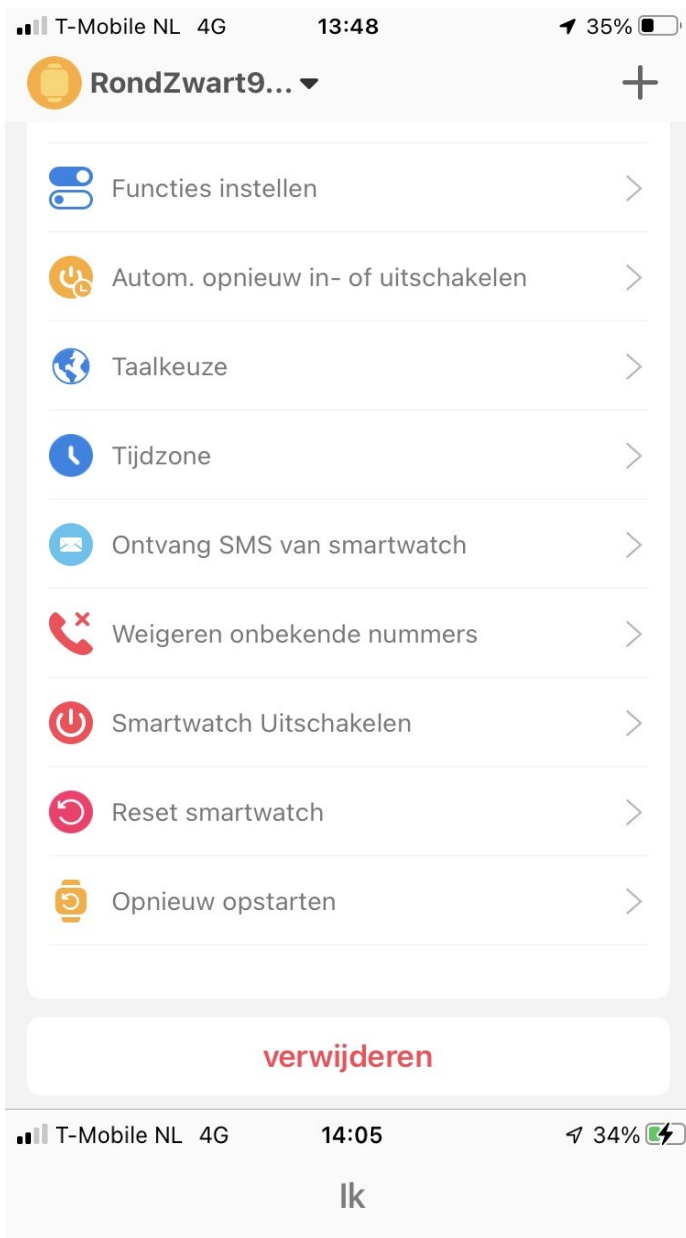 T-Mobile NL 4G 13:48 35%
RondZwart9...
Functies instellen
Autom. opnieuw in- of uitschakelen
Taalkeuze
Tijdzone
Ontvang SMS van smartwatch
Weigeren onbekende nummers
Smartwatch Uitschakelen
Reset smartwatch
Opnieuw opstarten
verwijderen
T-Mobile NL 4G 14:05 34%
Ik